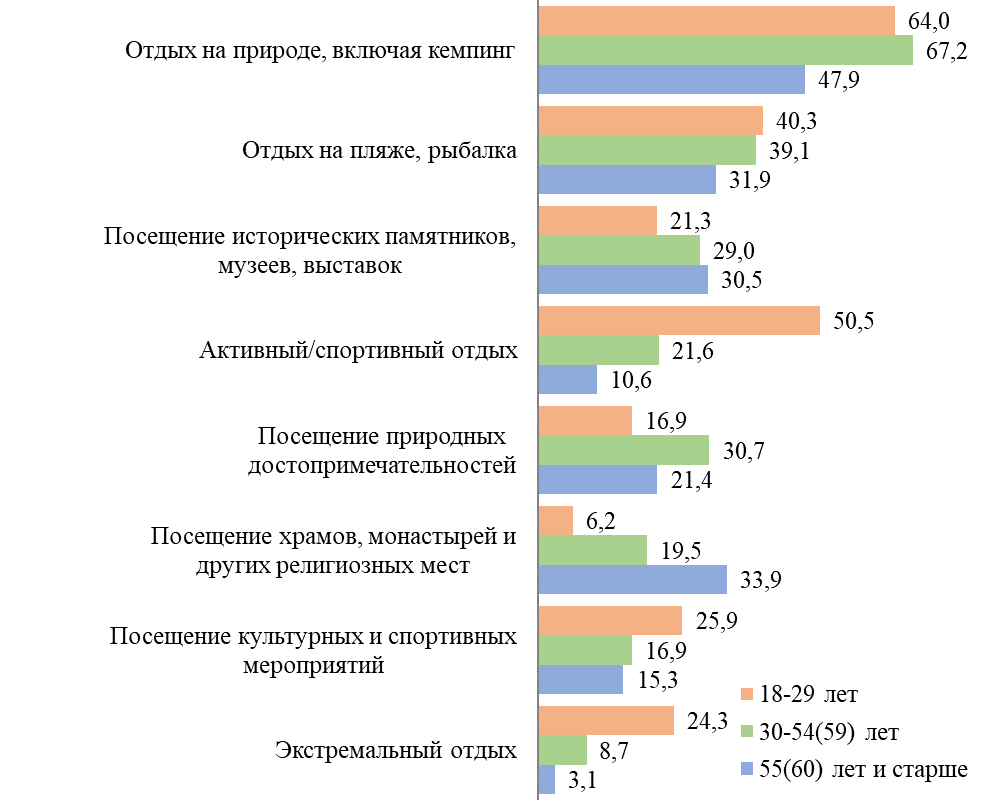 64,0
Отдых на природе, включая кемпинг
67,2
47,9
40,3
Отдых на пляже, рыбалка
39,1
31,9
21,3
Посещение исторических памятников,
музеев, выставок
29,0
30,5
50,5
Активный/спортивный отдых
21,6
10,6
16,9
Посещение природных
достопримечательностей
30,7
21,4
6,2
Посещение храмов, монастырей и
других религиозных мест
19,5
33,9
25,9
Посещение культурных и спортивных
мероприятий
16,9
15,3
24,3
Экстремальный отдых
8,7
3,1
18-29 лет
30-54(59) лет
55(60) лет и старше